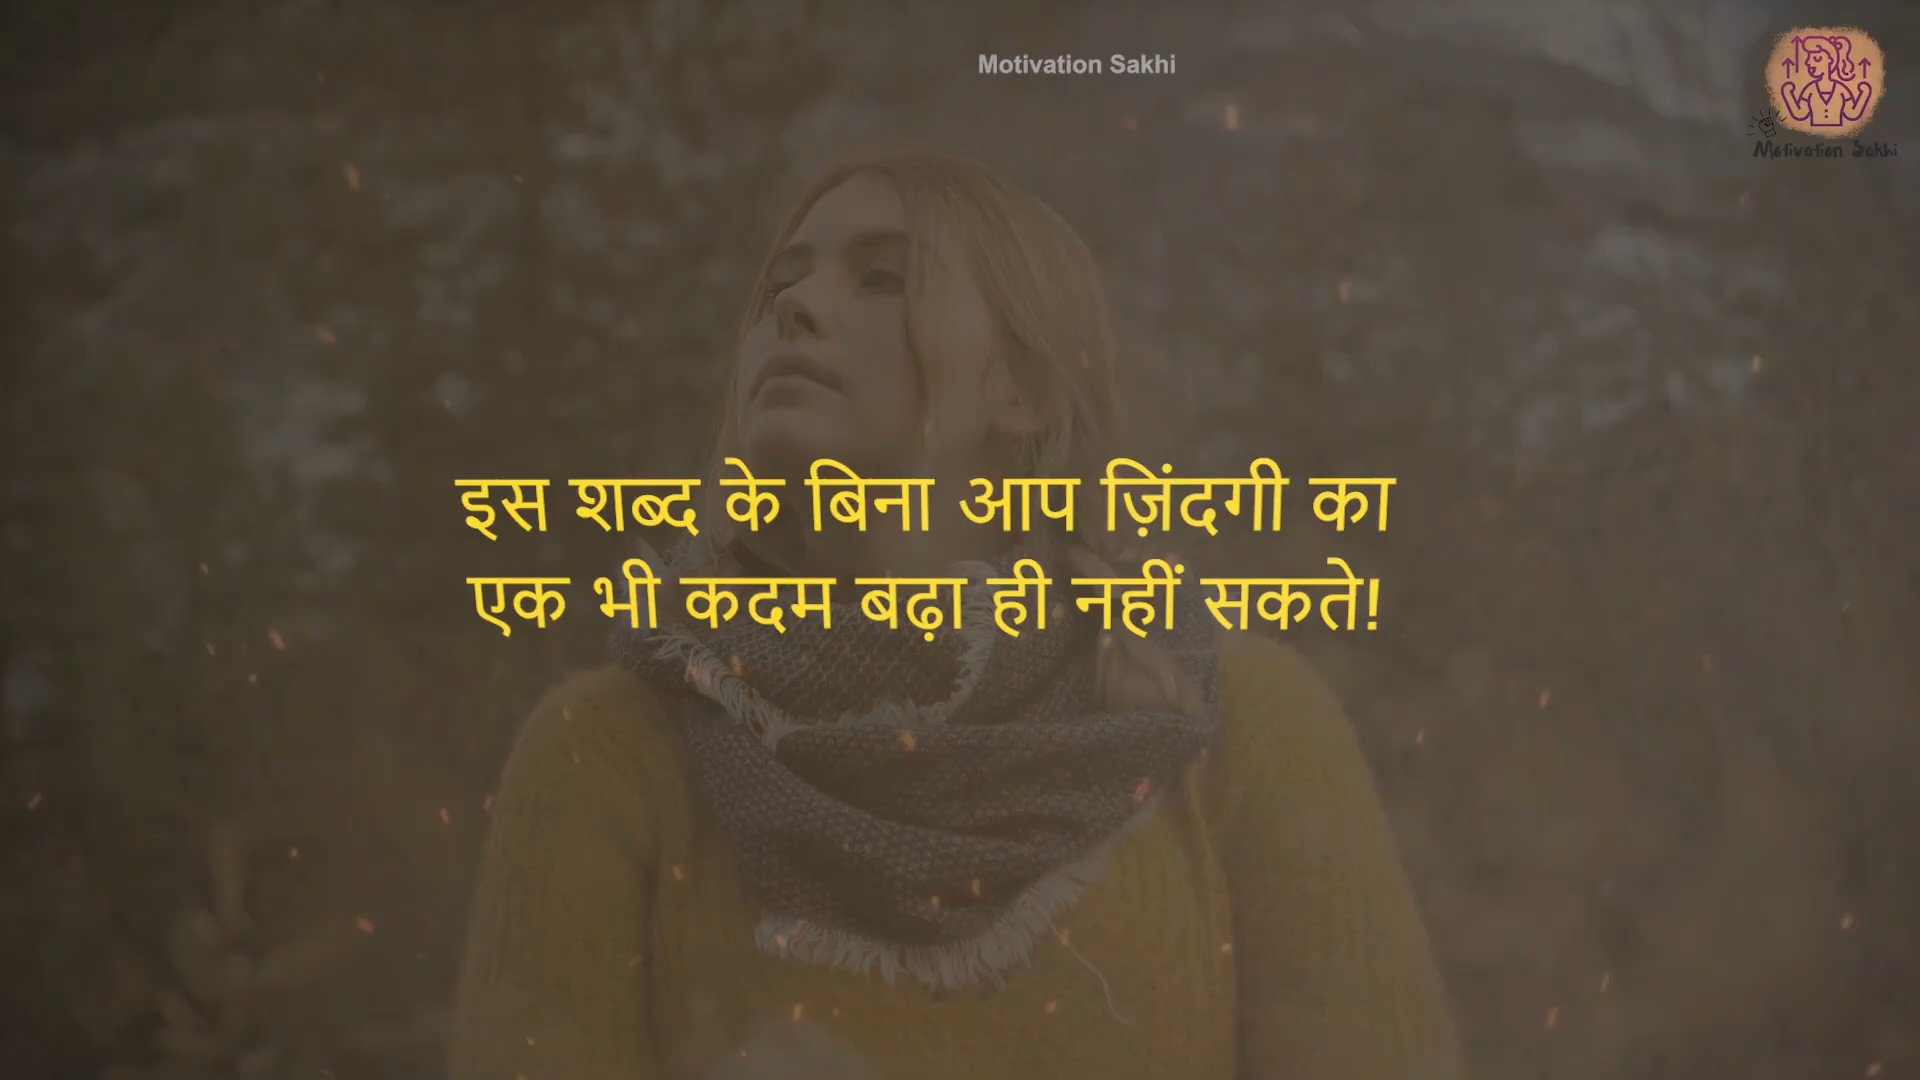 Motivation Sakhi
Motivation Sakhi
इस शब्द के बिना आप ज़िंदगी का
एक भी कदम बढ़ा ही नहीं सकते!